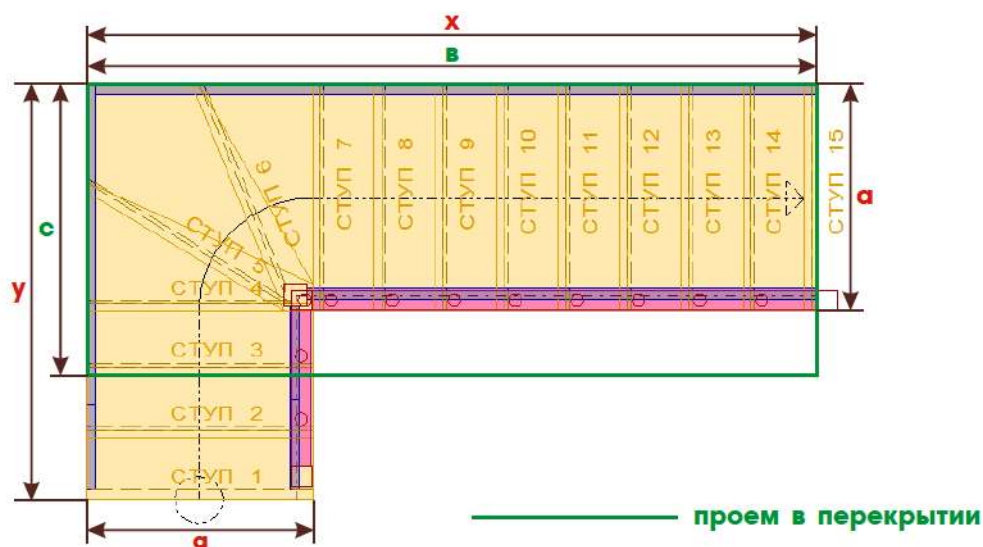 х
в
с
у
а
СТУП 7
СТУП 8
СТУП 9
СТУП 10
СТУП 11
СТУП 12
СТУП 13
СТУП 14
СТУП 15
СТУП 6
СТУП 5
СТУП 4
СТУП 3
СТУП 2
СТУП 1
а
проем в перекрытии